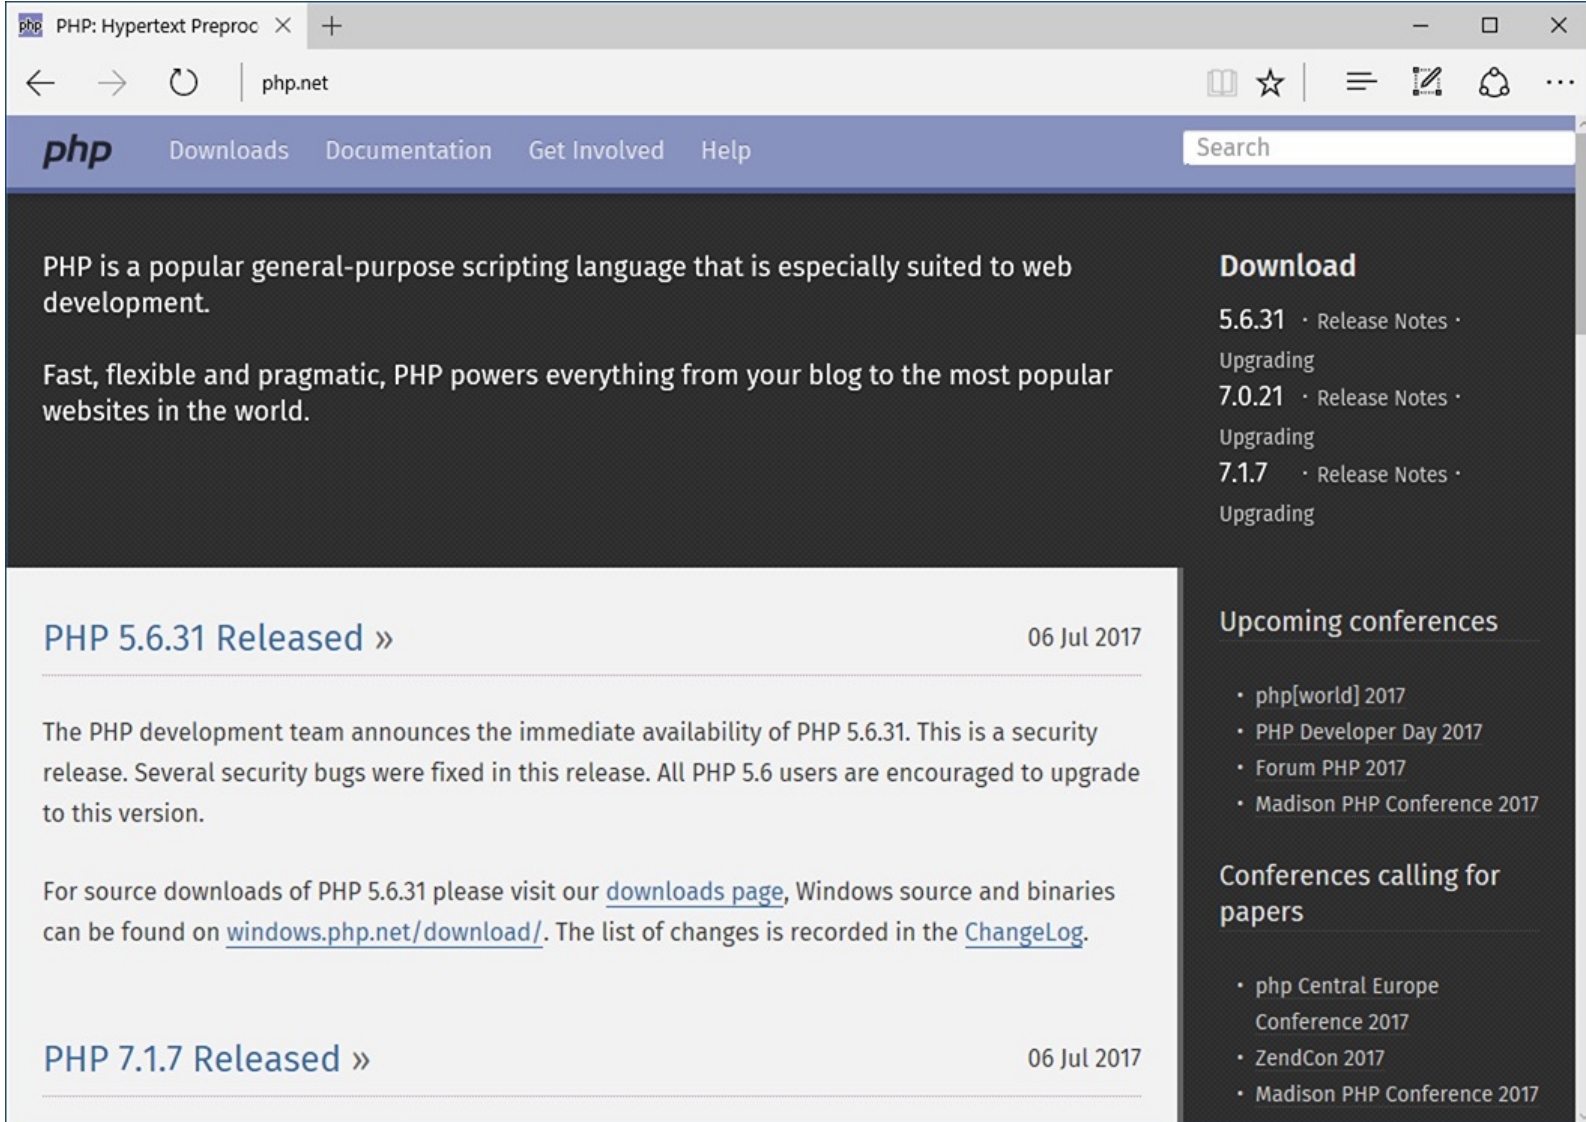 php PHP: Hypertext Preproc
php.net
php Downloads Documentation Get Involved Help Search
PHP is a popular general-purpose scripting language that is especially suited to web
development.
Fast, flexible and pragmatic, PHP powers everything from your blog to the most popular
websites in the world.
Download
5.6.31 · Release Notes ·
Upgrading
7.0.21 · Release Notes ·
Upgrading
7.1.7 · Release Notes ·
Upgrading
PHP 5.6.31 Released » 06 Jul 2017
The PHP development team announces the immediate availability of PHP 5.6.31. This is a security
release. Several security bugs were fixed in this release. All PHP 5.6 users are encouraged to upgrade
to this version.
For source downloads of PHP 5.6.31 please visit our downloads page, Windows source and binaries
can be found on windows.php.net/download/. The list of changes is recorded in the ChangeLog.
PHP 7.1.7 Released » 06 Jul 2017
Upcoming conferences
• php[world] 2017
• PHP Developer Day 2017
• Forum PHP 2017
• Madison PHP Conference 2017
Conferences calling for
papers
• php Central Europe
Conference 2017
• ZendCon 2017
• Madison PHP Conference 2017